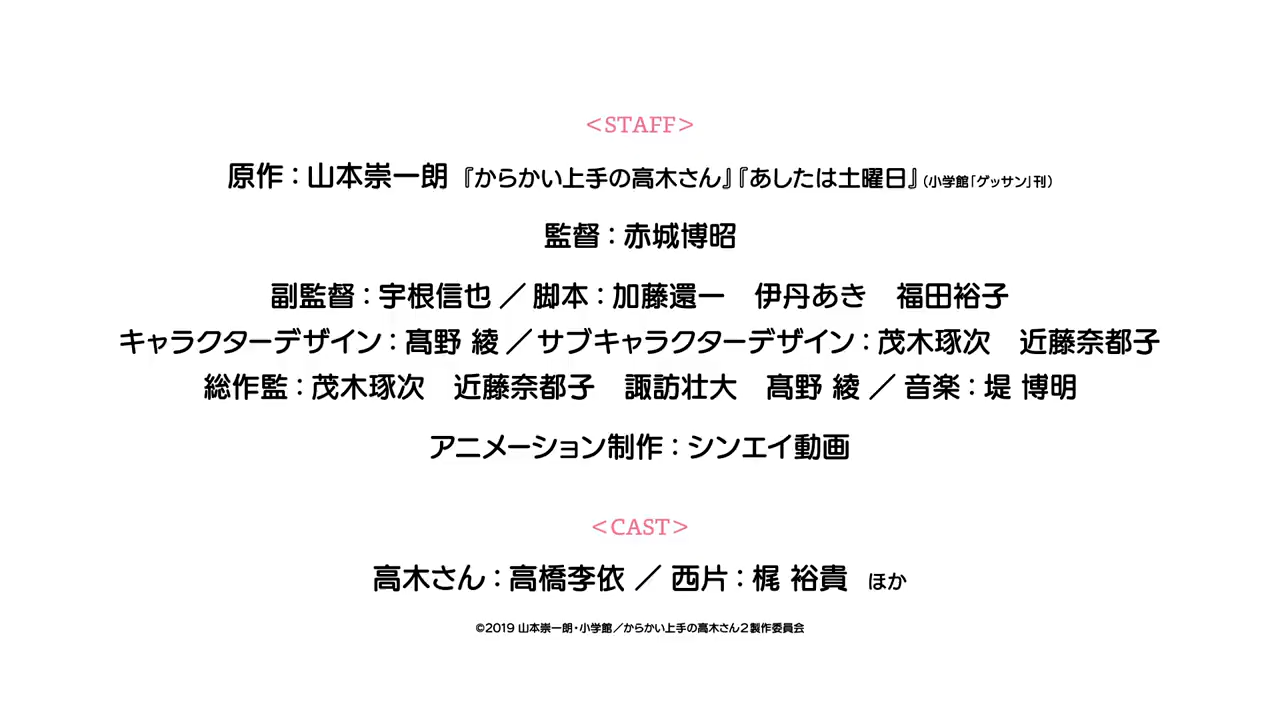 ＜STAFF＞
原作：山本崇一朗『からかい上手の高木さん』『あしたは土曜日』（小学館「ゲッサン」刊）
監督：赤城博昭
副監督：宇根信也／脚本：加藤還一　伊丹あき　福田裕子
キャラクターデザイン：髙野 綾／サブキャラクターデザイン：茂木琢次　近藤奈都子
総作監：茂木琢次　近藤奈都子　諏訪壮大　髙野 綾／音楽：堤 博明
アニメーション制作：シンエイ動画
＜CAST＞
高木さん：高橋李依／西片：梶 裕貴　ほか
©2019 山本崇一朗・小学館／からかい上手の高木さん２製作委員会